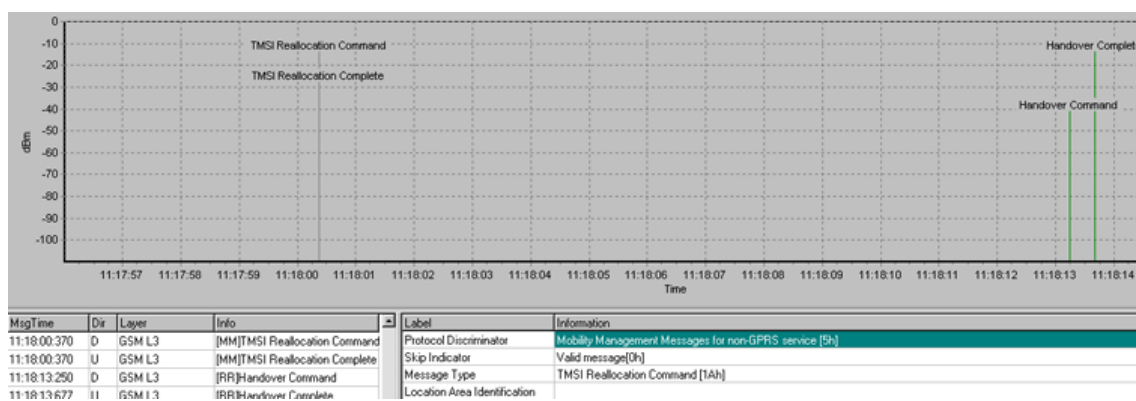 0
-10
-20
-30
-40
-50
-60
-70
-80
-90
-100
dBm
TMSI Reallocation Command
TMSI Reallocation Complete
Handover Complet
Handover Command
11:17:57 11:17:58 11:17:59 11:18:00 11:18:01 11:18:02 11:18:03 11:18:04 11:18:05 11:18:06 11:18:07 11:18:08 11:18:09 11:18:10 11:18:11 11:18:12 11:18:13 11:18:14
Time
MsgTime Dir Layer Info
11:18:00:370 D GSM L3 [MM]TMSI Reallocation Command
11:18:00:370 U GSM L3 [MM]TMSI Reallocation Complete
11:18:13:250 D GSM L3 [RR]Handover Command
11:18:13:677 U GSM L3 [RR]Handover Complete
Label Information
Protocol Discriminator Mobility Management Messages for non-GPRS service [5h]
Skip Indicator Valid message[0h]
Message Type TMSI Reallocation Command [1Ah]
Location Area Identification